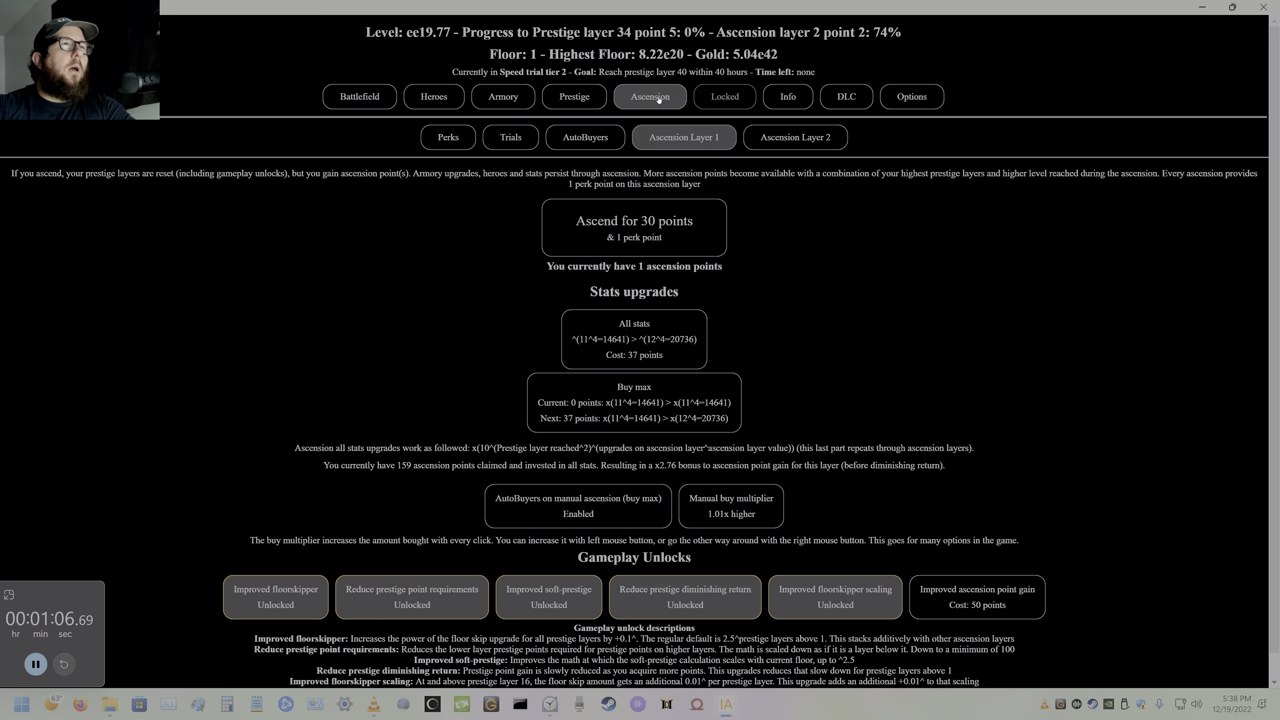 Level: ee19.77 - Progress to Prestige layer 34 point 5: 0% - Ascension layer 2 point 2: 74%
Floor: 1 - Highest Floor: 8.22e20 - Gold: 5.04e42
Currently in Speed trial tier 2 - Goal: Reach prestige layer 40 within 40 hours - Time left: none
Battlefield Heroes Armory Prestige Ascension Locked Info DLC Options
Perks Trials AutoBuyers Ascension Layer 1 Ascension Layer 2
If you ascend, your prestige layers are reset (including gameplay unlocks), but you gain ascension point(s). Armory upgrades, heroes and stats persist through ascension. More ascension points become available with a combination of your highest prestige layers and higher level reached during the ascension. Every ascension provides
1 perk point on this ascension layer
Ascend for 30 points
& 1 perk point
You currently have 1 ascension points
Stats upgrades
All stats
^(11^4=14641) > ^(12^4=20736)
Cost: 37 points
Buy max
Current: 0 points: x(11^4=14641) > x(11^4=14641)
Next: 37 points: x(11^4=14641) > x(12^4=20736)
Ascension all stats upgrades work as followed: x(10^(Prestige layer reached^2)^(upgrades on ascension layer^ascension layer value)) (this last part repeats through ascension layers).
You currently have 159 ascension points claimed and invested in all stats. Resulting in a x2.76 bonus to ascension point gain for this layer (before diminishing return).
AutoBuyers on manual ascension (buy max)
Enabled
Manual buy multiplier
1.01x higher
The buy multiplier increases the amount bought with every click. You can increase it with left mouse button, or go the other way around with the right mouse button. This goes for many options in the game.
Gameplay Unlocks
Improved floorskipper
Unlocked
Reduce prestige point requirements
Unlocked
Improved soft-prestige
Unlocked
Reduce prestige diminishing return
Unlocked
Improved floorskipper scaling
Unlocked
Improved ascension point gain
Cost: 50 points
Gameplay unlock descriptions
Improved floorskipper: Increases the power of the floor skip upgrade for all prestige layers by +0.1^. The regular default is 2.5^prestige layers above 1. This stacks additively with other ascension layers
Reduce prestige point requirements: Reduces the lower layer prestige points required for prestige points on higher layers. The math is scaled down as if it is a layer below it. Down to a minimum of 100
Improved soft-prestige: Improves the math at which the soft-prestige calculation scales with current floor, up to ^2.5
Reduce prestige diminishing return: Prestige point gain is slowly reduced as you acquire more points. This upgrades reduces that slow down for prestige layers above 1
Improved floorskipper scaling: At and above prestige layer 16, the floor skip amount gets an additional 0.01^ per prestige layer. This upgrade adds an additional +0.01^ to that scaling
00:01:06.69
hr min sec
63°
5:38 PM
12/19/2022